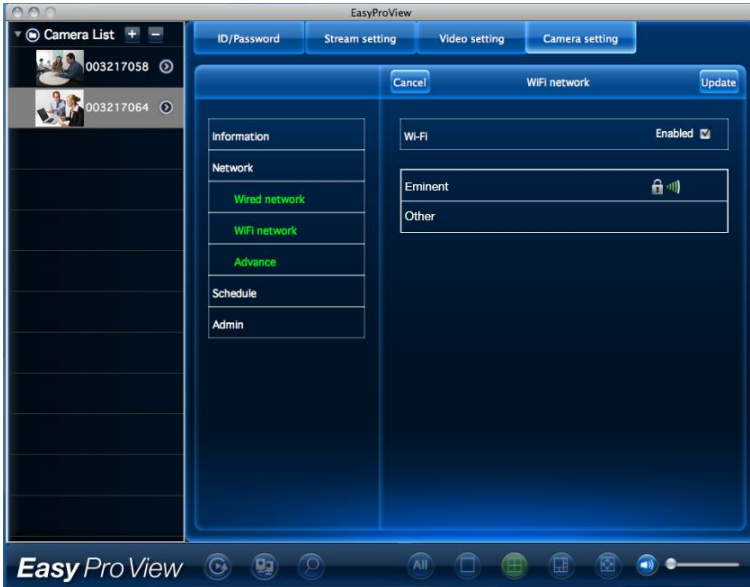 EasyProView
Camera List + −
003217058
003217064
ID/Password Stream setting Video setting Camera setting
Cancel WiFi network Update
Information
Network
Wired network
WiFi network
Advance
Schedule
Admin
Wi-Fi Enabled
Eminent
Other
Easy Pro View
All